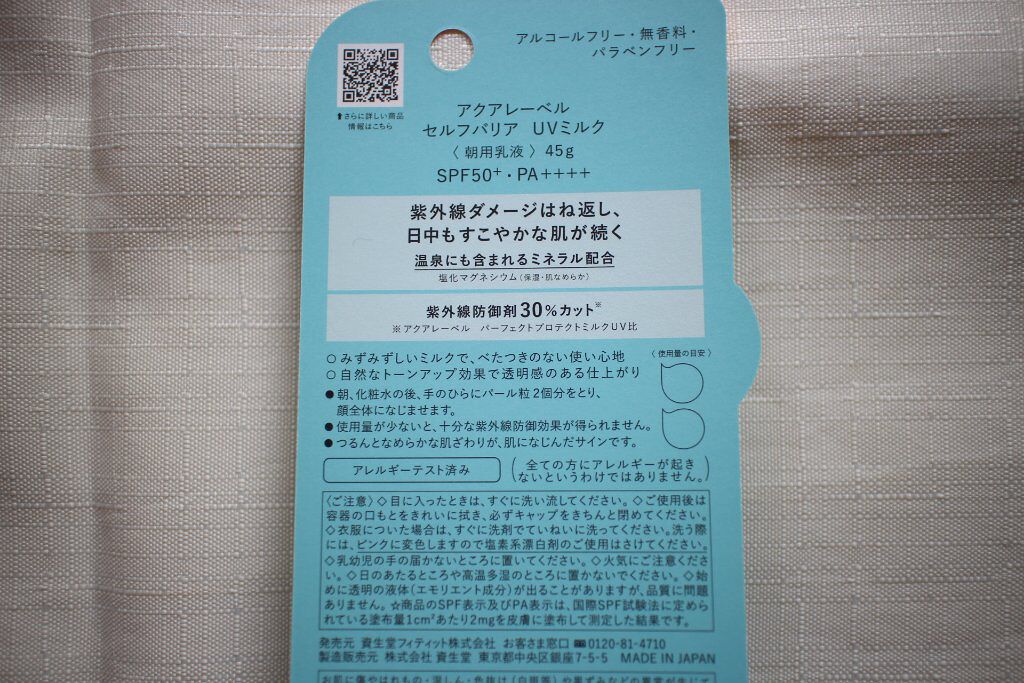 アルコールフリー・無香料・
パラベンフリー
⬆さらに詳しい商品
情報はこちら
アクアレーベル
セルフバリア UVミルク
〈 朝用乳液 〉 45g
SPF50+・PA++++
紫外線ダメージはね返し、
日中もすこやかな肌が続く
温泉にも含まれるミネラル配合
塩化マグネシウム(保湿・肌なめらか)
紫外線防御剤30%カット※
※アクアレーベル パーフェクトプロテクトミルクUV比
○みずみずしいミルクで、べたつきのない使い心地
○自然なトーンアップ効果で透明感のある仕上がり
〈 使用量の目安 〉
●朝、化粧水の後、手のひらにパール粒2個分をとり、
顔全体になじませます。
●使用量が少ないと、十分な紫外線防御効果が得られません。
●つるんとなめらかな肌ざわりが、肌になじんだサインです。
アレルギーテスト済み
(全ての方にアレルギーが起き
ないというわけではありません。)
〈ご注意〉◇目に入ったときは、すぐに洗い流してください。◇ご使用後は
容器の口もとをきれいに拭き、必ずキャップをきちんと閉めてください。
◇衣服についた場合は、すぐに洗剤でていねいに洗ってください。洗う際
には、ピンクに変色しますので塩素系漂白剤のご使用はさけてください。
◇乳幼児の手の届かないところに置いてください。◇火気にご注意くださ
い。◇日のあたるところや高温多湿のところに置かないでください。◇始
めに透明の液体(エモリエント成分)が出ることがありますが、品質に問題
ありません。☆商品のSPF表示及びPA表示は、国際SPF試験法に定めら
れている塗布量1cm²あたり2mgを皮膚に塗布して測定した結果です。
発売元 資生堂フィティット株式会社 お客さま窓口 0120-81-4710
製造販売元 株式会社 資生堂 東京都中央区銀座7-5-5 MADE IN JAPAN